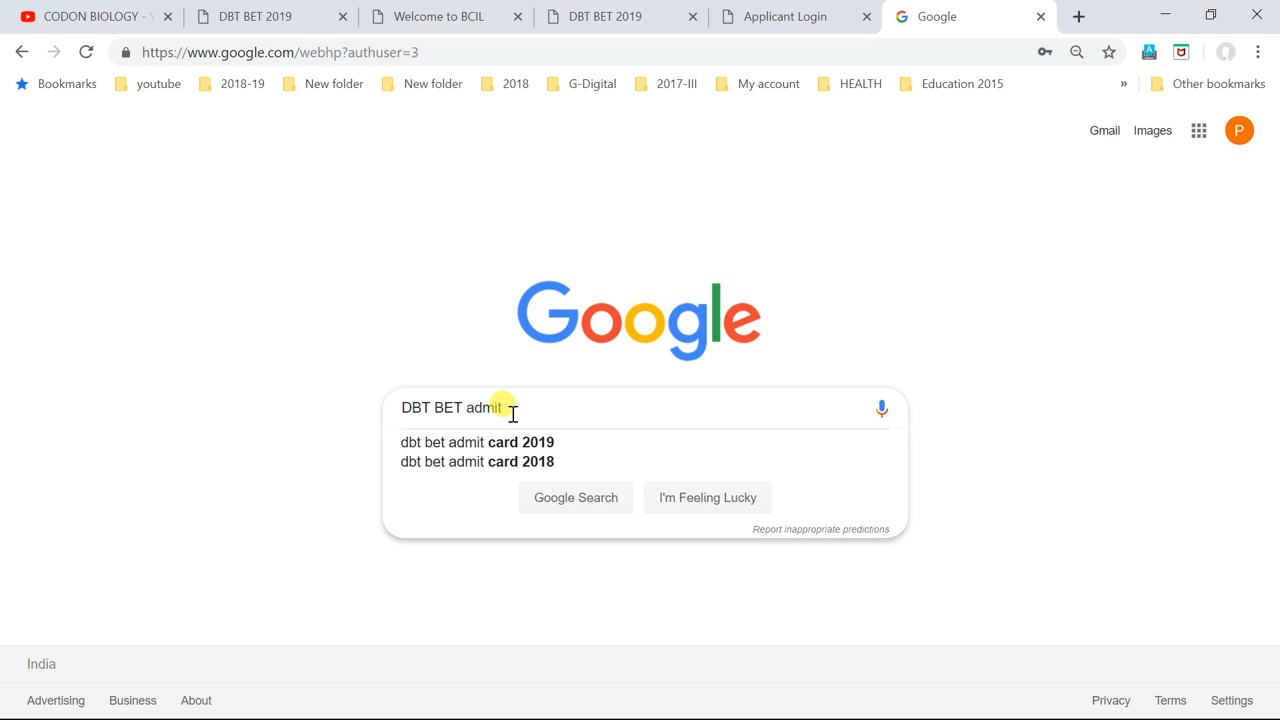 CODON BIOLOGY - Y
DBT BET 2019
Welcome to BCIL
DBT BET 2019
Applicant Login
Google
https://www.google.com/webhp?authuser=3
Bookmarks youtube 2018-19 New folder New folder 2018 G-Digital 2017-III My account HEALTH Education 2015 » Other bookmarks
Gmail Images P
Google
DBT BET admit
dbt bet admit card 2019
dbt bet admit card 2018
Google Search I'm Feeling Lucky
Report inappropriate predictions
India
Advertising Business About Privacy Terms Settings